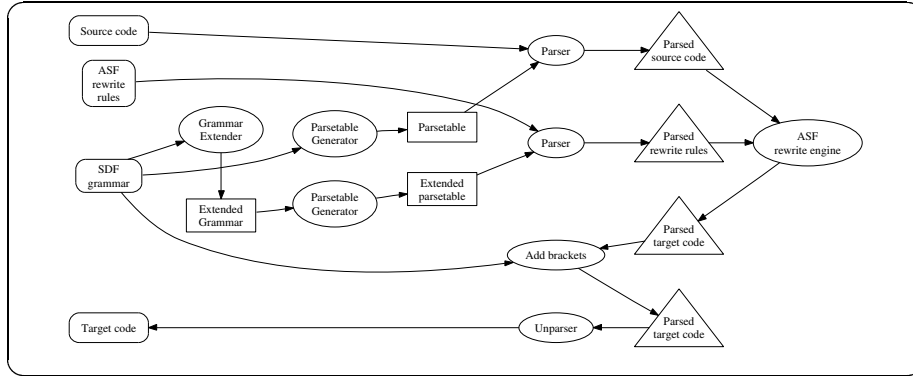 Source code
Parser
Parsed
source code
ASF
rewrite
rules
Grammar
Extender
Parsetable
Generator
Parsetable
Parser
Parsed
rewrite rules
ASF
rewrite engine
SDF
grammar
Extended
Grammar
Parsetable
Generator
Extended
parsetable
Parsed
target code
Add brackets
Target code
Unparser
Parsed
target code